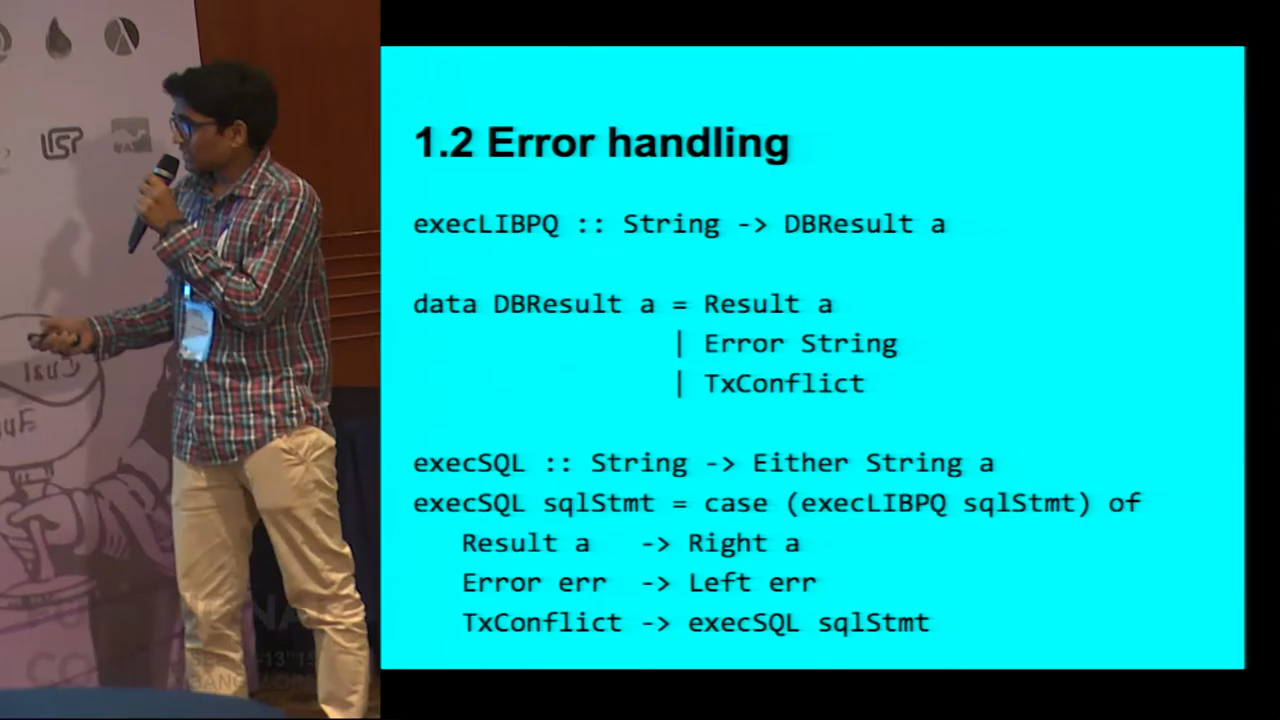 1.2 Error handling
execLIBPQ :: String -> DBResult a
data DBResult a = Result a
| Error String
| TxConflict
execSQL :: String -> Either String a
execSQL sqlStmt = case (execLIBPQ sqlStmt) of
Result a -> Right a
Error err -> Left err
TxConflict -> execSQL sqlStmt